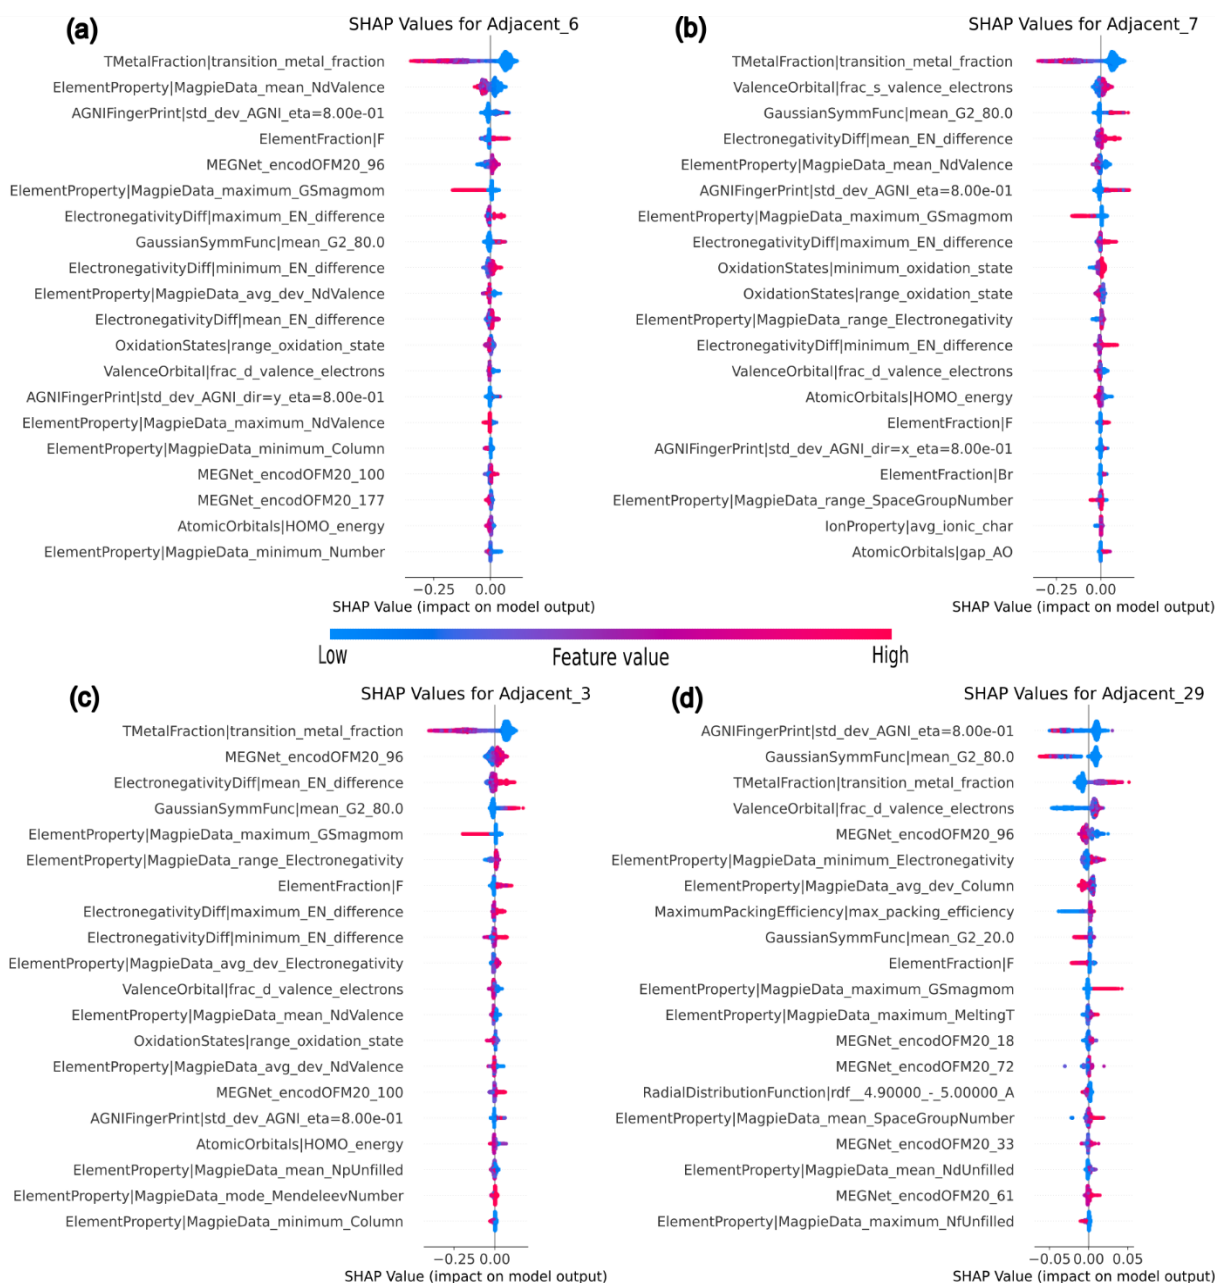 (a)
SHAP Values for Adjacent_6
TMetalFraction|transition_metal_fraction
ElementProperty|MagpieData_mean_NdValence
AGNIFingerPrint|std_dev_AGNI_eta=8.00e-01
ElementFraction|F
MEGNet_encodOFM20_96
ElementProperty|MagpieData_maximum_GSmagmom
ElectronegativityDiff|maximum_EN_difference
GaussianSymmFunc|mean_G2_80.0
ElectronegativityDiff|minimum_EN_difference
ElementProperty|MagpieData_avg_dev_NdValence
ElectronegativityDiff|mean_EN_difference
OxidationStates|range_oxidation_state
ValenceOrbital|frac_d_valence_electrons
AGNIFingerPrint|std_dev_AGNI_dir=y_eta=8.00e-01
ElementProperty|MagpieData_maximum_NdValence
ElementProperty|MagpieData_minimum_Column
MEGNet_encodOFM20_100
MEGNet_encodOFM20_177
AtomicOrbitals|HOMO_energy
ElementProperty|MagpieData_minimum_Number
−0.25 0.00
SHAP Value (impact on model output)
(b)
SHAP Values for Adjacent_7
TMetalFraction|transition_metal_fraction
ValenceOrbital|frac_s_valence_electrons
GaussianSymmFunc|mean_G2_80.0
ElectronegativityDiff|mean_EN_difference
ElementProperty|MagpieData_mean_NdValence
AGNIFingerPrint|std_dev_AGNI_eta=8.00e-01
ElementProperty|MagpieData_maximum_GSmagmom
ElectronegativityDiff|maximum_EN_difference
OxidationStates|minimum_oxidation_state
OxidationStates|range_oxidation_state
ElementProperty|MagpieData_range_Electronegativity
ElectronegativityDiff|minimum_EN_difference
ValenceOrbital|frac_d_valence_electrons
AtomicOrbitals|HOMO_energy
ElementFraction|F
AGNIFingerPrint|std_dev_AGNI_dir=x_eta=8.00e-01
ElementFraction|Br
ElementProperty|MagpieData_range_SpaceGroupNumber
IonProperty|avg_ionic_char
AtomicOrbitals|gap_AO
−0.25 0.00
SHAP Value (impact on model output)
Low Feature value High
(c)
SHAP Values for Adjacent_3
TMetalFraction|transition_metal_fraction
MEGNet_encodOFM20_96
ElectronegativityDiff|mean_EN_difference
GaussianSymmFunc|mean_G2_80.0
ElementProperty|MagpieData_maximum_GSmagmom
ElementProperty|MagpieData_range_Electronegativity
ElementFraction|F
ElectronegativityDiff|maximum_EN_difference
ElectronegativityDiff|minimum_EN_difference
ElementProperty|MagpieData_avg_dev_Electronegativity
ValenceOrbital|frac_d_valence_electrons
ElementProperty|MagpieData_mean_NdValence
OxidationStates|range_oxidation_state
ElementProperty|MagpieData_avg_dev_NdValence
MEGNet_encodOFM20_100
AGNIFingerPrint|std_dev_AGNI_eta=8.00e-01
AtomicOrbitals|HOMO_energy
ElementProperty|MagpieData_mean_NpUnfilled
ElementProperty|MagpieData_mode_MendeleevNumber
ElementProperty|MagpieData_minimum_Column
−0.25 0.00
SHAP Value (impact on model output)
(d)
SHAP Values for Adjacent_29
AGNIFingerPrint|std_dev_AGNI_eta=8.00e-01
GaussianSymmFunc|mean_G2_80.0
TMetalFraction|transition_metal_fraction
ValenceOrbital|frac_d_valence_electrons
MEGNet_encodOFM20_96
ElementProperty|MagpieData_minimum_Electronegativity
ElementProperty|MagpieData_avg_dev_Column
MaximumPackingEfficiency|max_packing_efficiency
GaussianSymmFunc|mean_G2_20.0
ElementFraction|F
ElementProperty|MagpieData_maximum_GSmagmom
ElementProperty|MagpieData_maximum_MeltingT
MEGNet_encodOFM20_18
MEGNet_encodOFM20_72
RadialDistributionFunction|rdf__4.90000_-_5.00000_A
ElementProperty|MagpieData_mean_SpaceGroupNumber
MEGNet_encodOFM20_33
ElementProperty|MagpieData_mean_NdUnfilled
MEGNet_encodOFM20_61
ElementProperty|MagpieData_maximum_NfUnfilled
−0.05 0.00 0.05
SHAP Value (impact on model output)